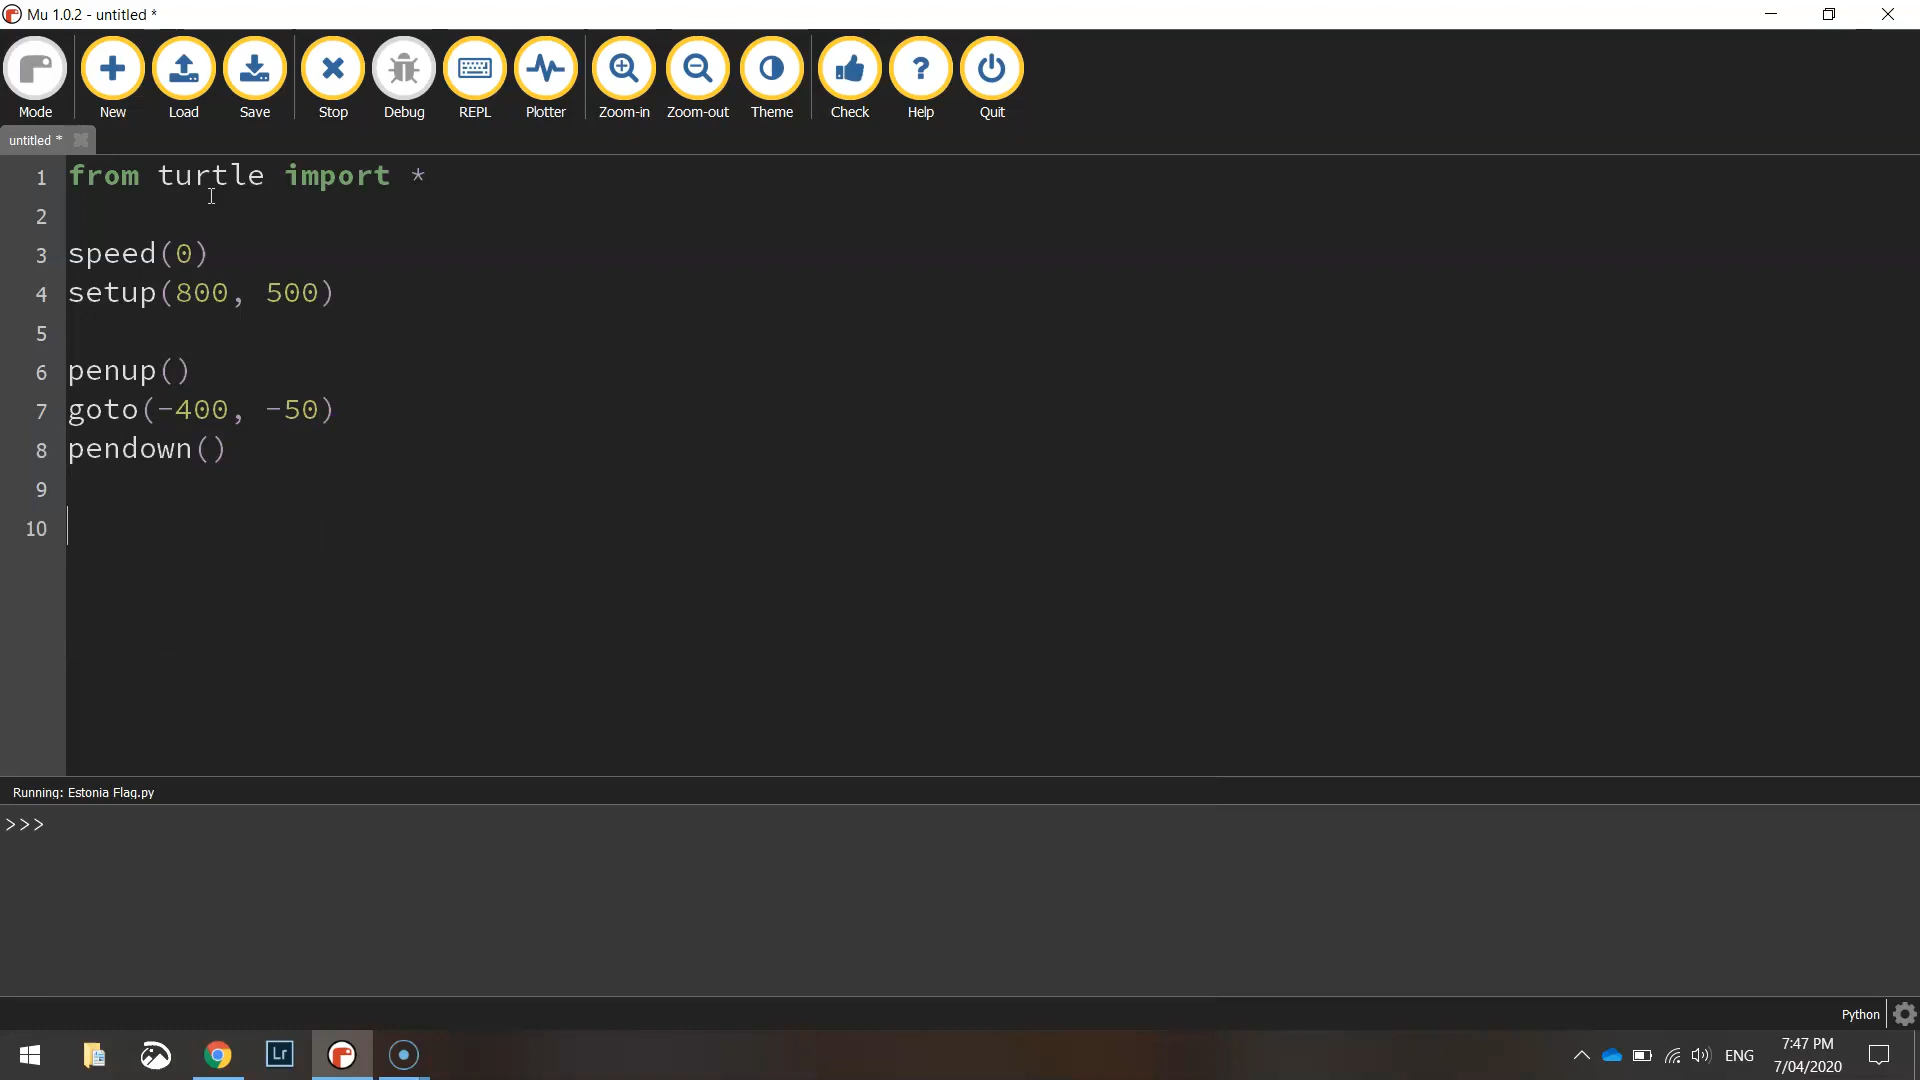 Mu 1.0.2 - untitled *
Mode New Load Save Stop Debug REPL Plotter Zoom-in Zoom-out Theme Check Help Quit
untitled *
1 from turtle import *
2
3 speed(0)
4 setup(800, 500)
5
6 penup()
7 goto(-400, -50)
8 pendown()
9
10
Running: Estonia Flag.py
>>>
Python
Lr ENG 7:47 PM
7/04/2020